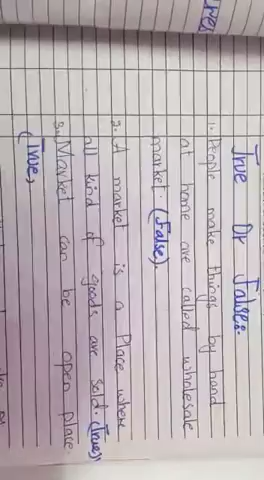 True Or False:
1. People make things by hand
at home are called wholesale
market. (False).
2. A market is a Place where
all kind of goods are sold. (True)
3. Market can be open place
(True,